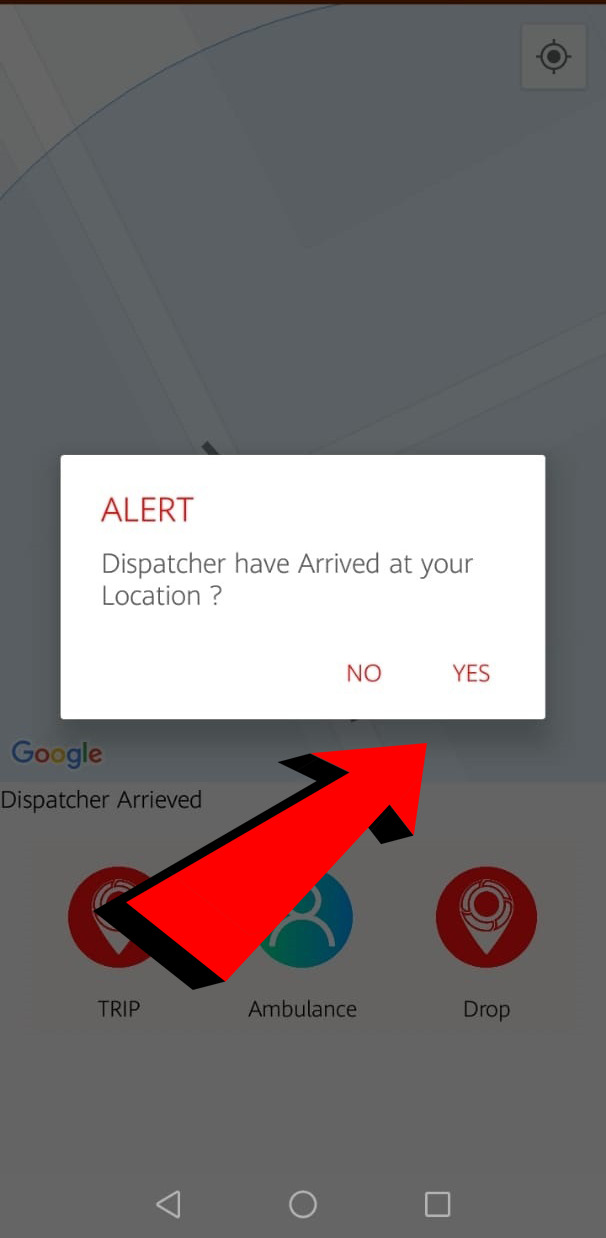 ALERT
Dispatcher have Arrived at your
Location ?
NO YES
Google
Dispatcher Arrieved
TRIP Ambulance Drop